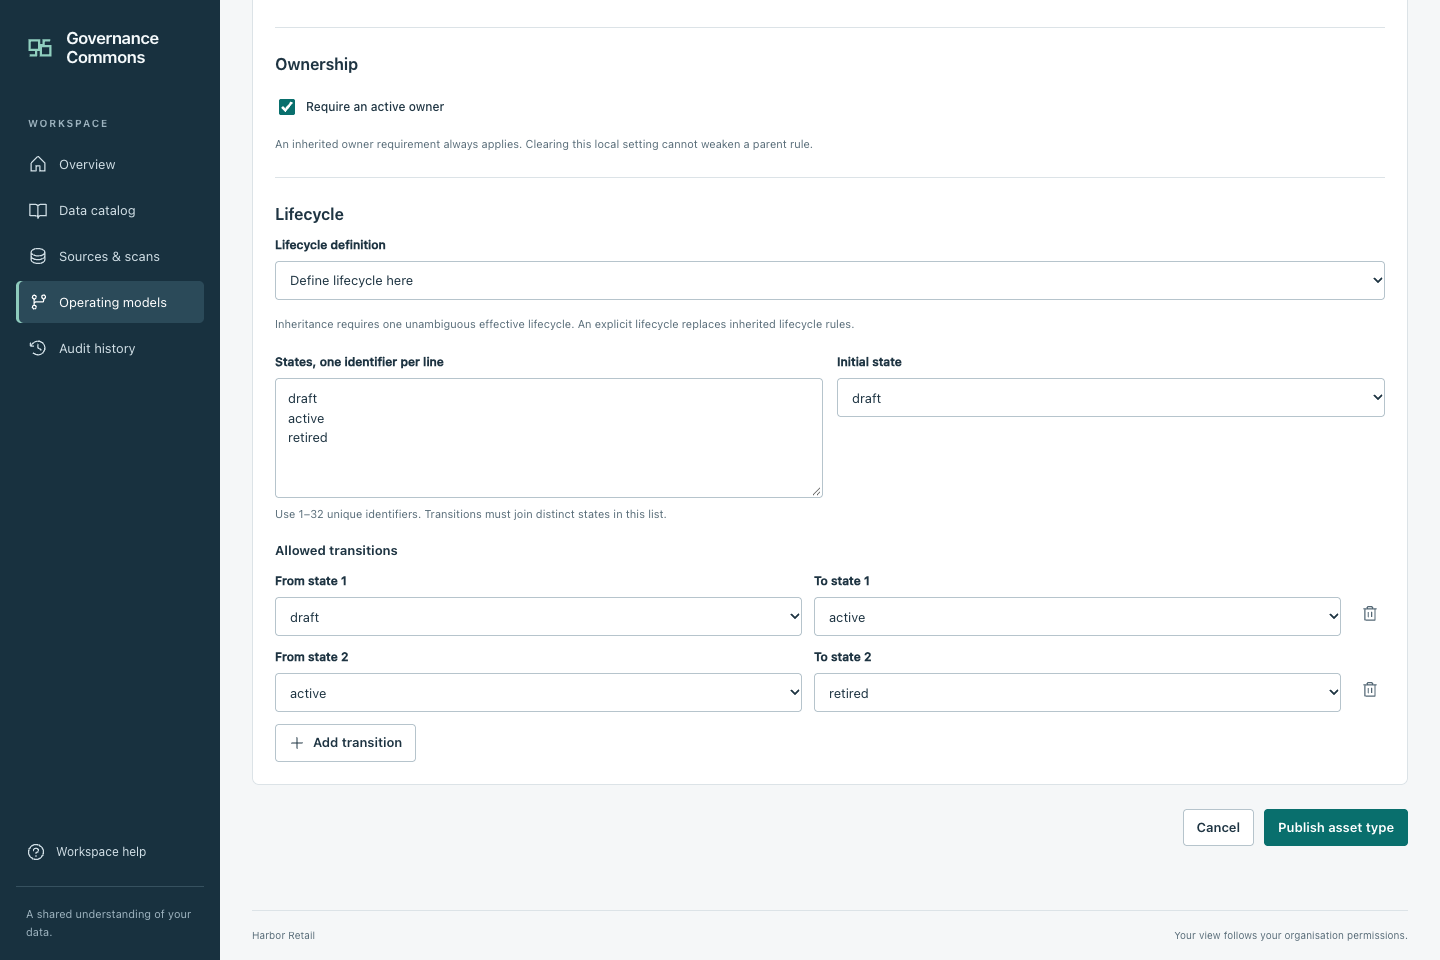 Governance
Commons
WORKSPACE
Overview
Data catalog
Sources & scans
Operating models
Audit history
Workspace help
A shared understanding of your
data.
Ownership
Require an active owner
An inherited owner requirement always applies. Clearing this local setting cannot weaken a parent rule.
Lifecycle
Lifecycle definition
Define lifecycle here
Inheritance requires one unambiguous effective lifecycle. An explicit lifecycle replaces inherited lifecycle rules.
States, one identifier per line
draft
active
retired
Use 1–32 unique identifiers. Transitions must join distinct states in this list.
Initial state
draft
Allowed transitions
From state 1
To state 1
draft
active
From state 2
To state 2
active
retired
Add transition
Cancel
Publish asset type
Harbor Retail
Your view follows your organisation permissions.